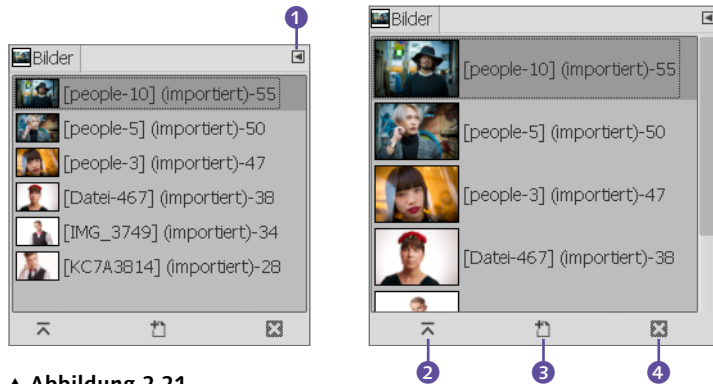 1
Bilder
[people-10] (importiert)-55
[people-5] (importiert)-50
[people-3] (importiert)-47
[Datei-467] (importiert)-38
[IMG_3749] (importiert)-34
[KC7A3814] (importiert)-28
Bilder
[people-10] (importiert)-55
[people-5] (importiert)-50
[people-3] (importiert)-47
[Datei-467] (importiert)-38
2 3 4
▲ Abbildung 2.21